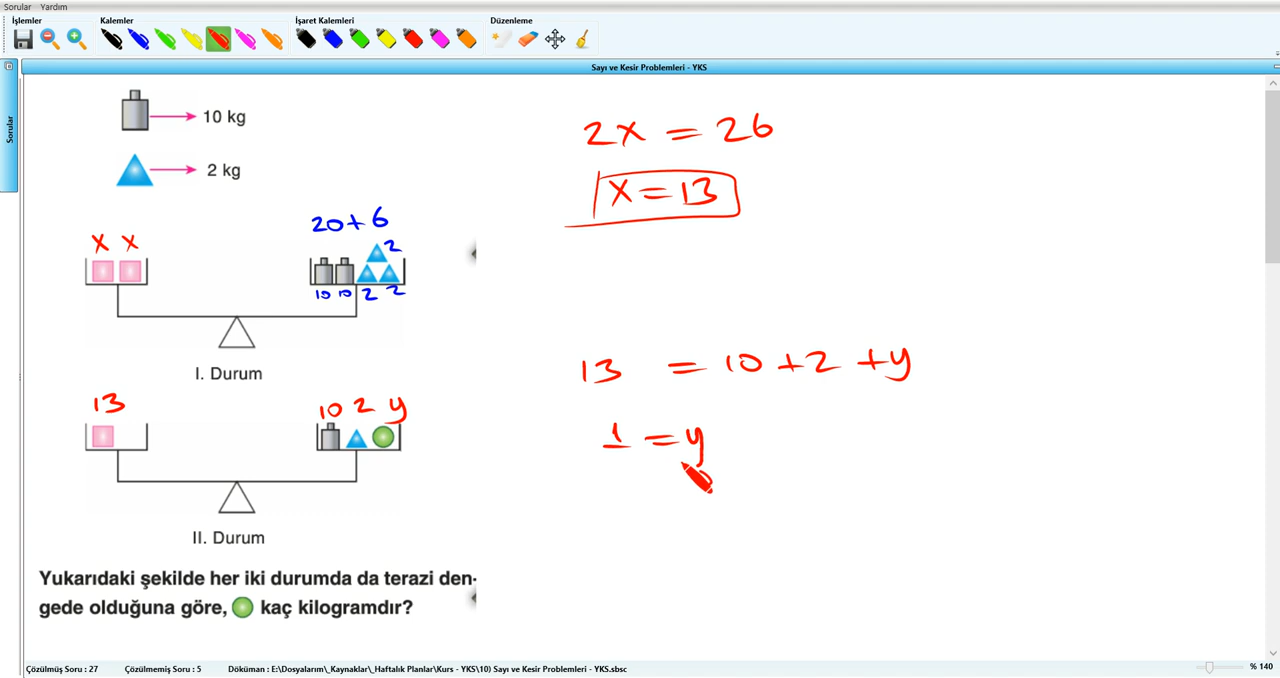 Sorular Yardım
İşlemler Kalemler İşaret Kalemleri Düzenleme
Sayı ve Kesir Problemleri - YKS
Sorular
10 kg
2 kg
20+6
x x 2
10 10 2 2
I. Durum
13 10 2 y
II. Durum
Yukarıdaki şekilde her iki durumda da terazi den-
gede olduğuna göre, kaç kilogramdır?
2x = 26
x = 13
13 = 10 + 2 + y
1 = y
Çözülmüş Soru : 27 Çözülmemiş Soru : 5 Döküman : E:\Dosyalarım\_Kaynaklar\_Haftalık Planlar\Kurs - YKS\10) Sayı ve Kesir Problemleri - YKS.sbsc % 140